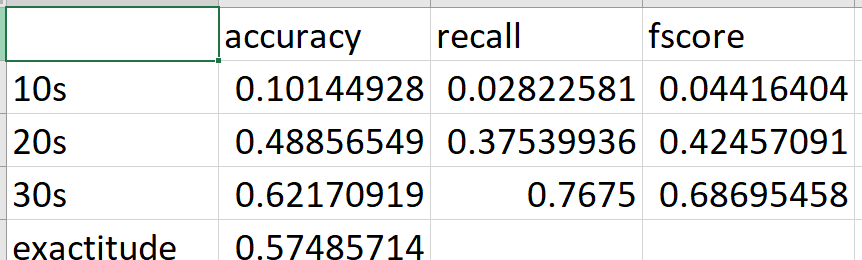 accuracy recall fscore
10s 0.10144928 0.02822581 0.04416404
20s 0.48856549 0.37539936 0.42457091
30s 0.62170919 0.7675 0.68695458
exactitude 0.57485714